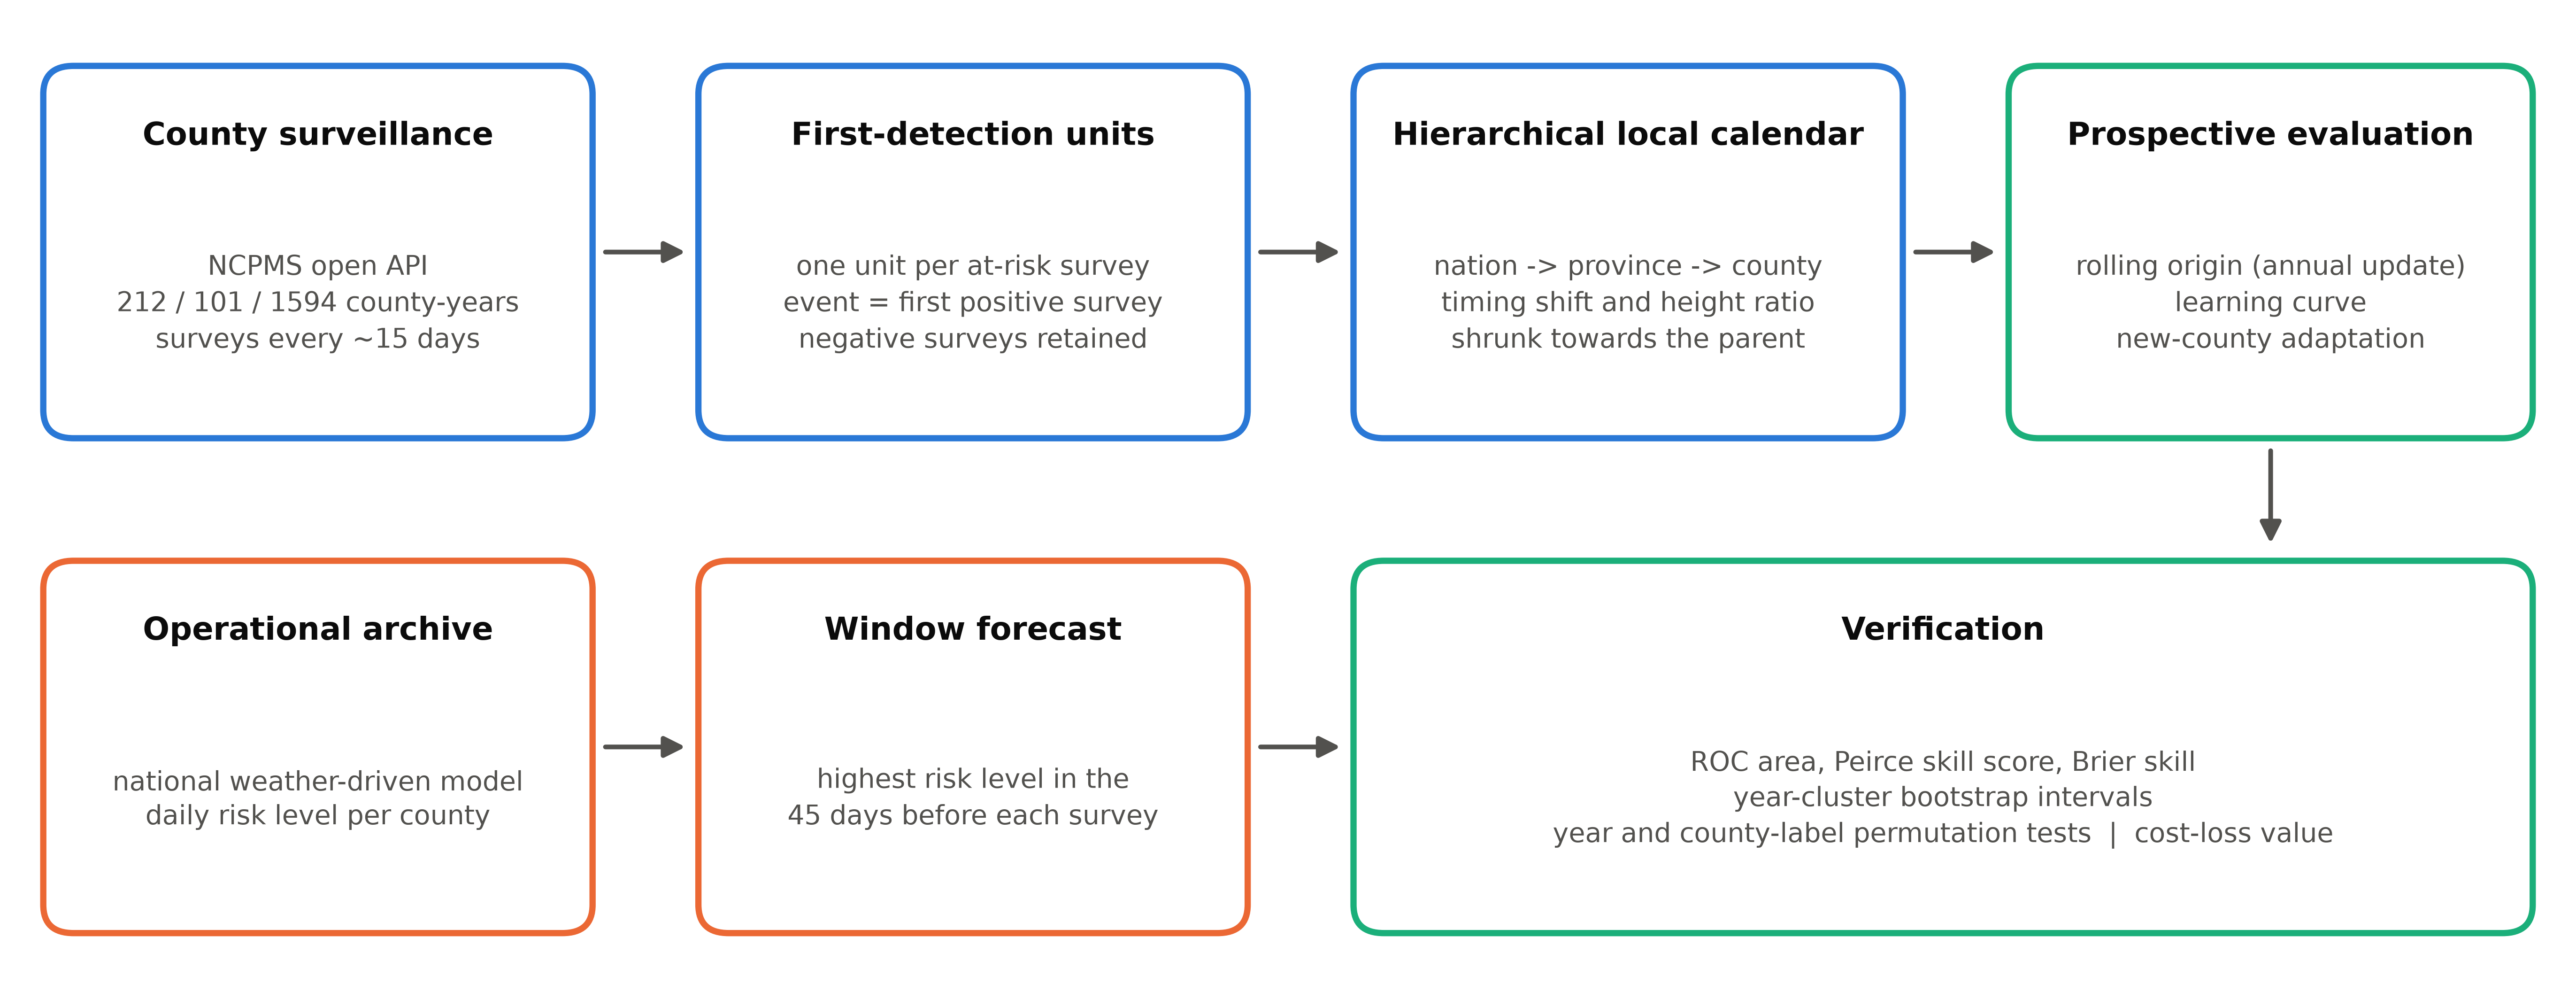 County surveillance
NCPMS open API
212 / 101 / 1594 county-years
surveys every ~15 days
First-detection units
one unit per at-risk survey
event = first positive survey
negative surveys retained
Hierarchical local calendar
nation -> province -> county
timing shift and height ratio
shrunk towards the parent
Prospective evaluation
rolling origin (annual update)
learning curve
new-county adaptation
Operational archive
national weather-driven model
daily risk level per county
Window forecast
highest risk level in the
45 days before each survey
Verification
ROC area, Peirce skill score, Brier skill
year-cluster bootstrap intervals
year and county-label permutation tests | cost-loss value